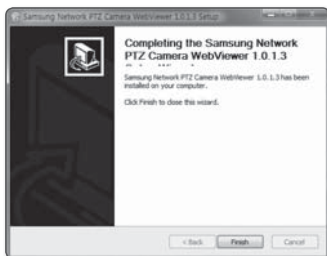 Samsung Network PTZ Camera WebViewer 1.0.1.3 Setup
Completing the Samsung Network
PTZ Camera WebViewer 1.0.1.3
Samsung Network PTZ Camera WebViewer 1.0.1.3 has been
installed on your computer.
Click Finish to close this wizard.
< Back
Finish
Cancel